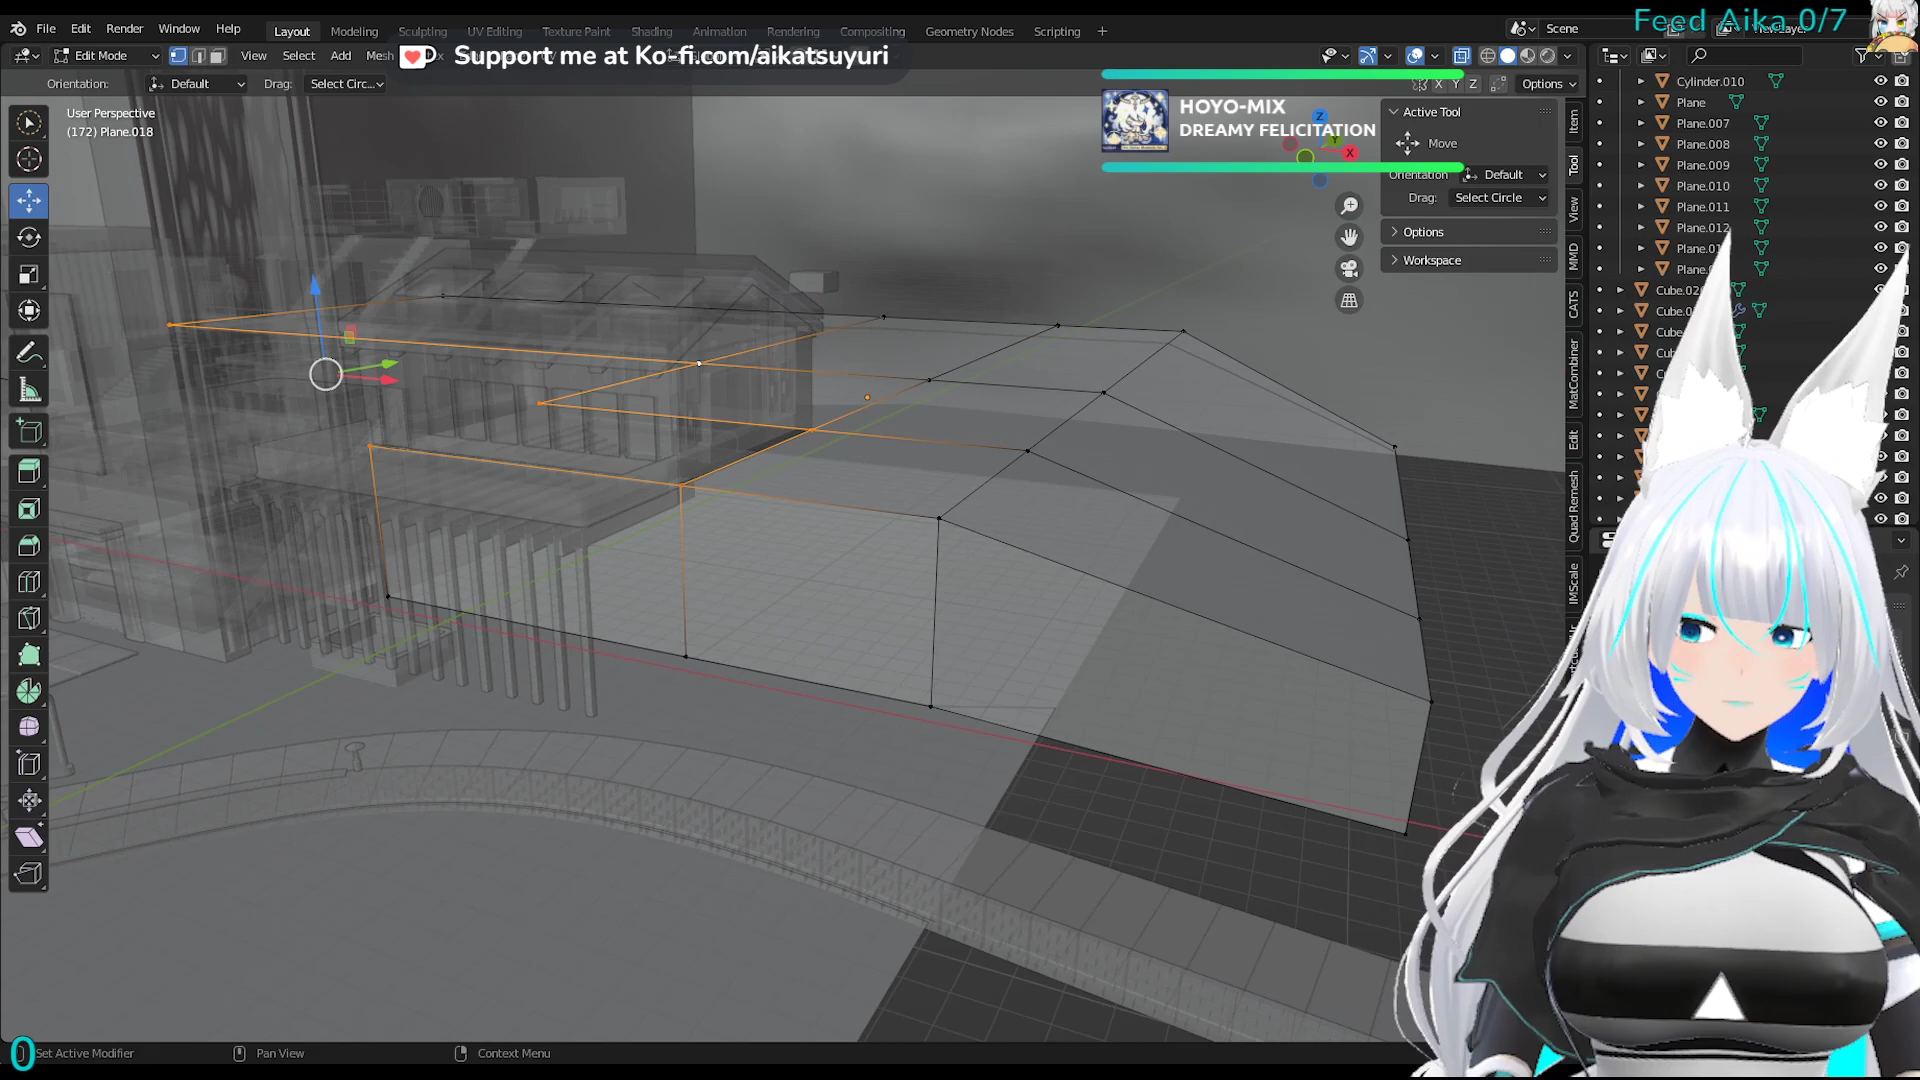 File Edit Render Window Help
Layout Modeling Sculpting UV Editing Texture Paint Shading Animation Rendering Compositing Geometry Nodes Scripting
Scene
Feed Aika 0/7
Edit Mode View Select Add Mesh
Support me at Ko-fi.com/aikatsuyuri
Orientation: Default Drag: Select Circ...
X Y Z Options
User Perspective
(172) Plane.018
HOYO-MIX
DREAMY FELICITATION
Z
Y
X
Active Tool
Move
Orientation Default
Drag: Select Circle
Options
Workspace
Item
Tool
View
MMD
CATS
MatCombiner
Edit
Quad Remesh
IMScale
Cylinder.010
Plane
Plane.007
Plane.008
Plane.009
Plane.010
Plane.011
Plane.012
0
Set Active Modifier
Pan View
Context Menu